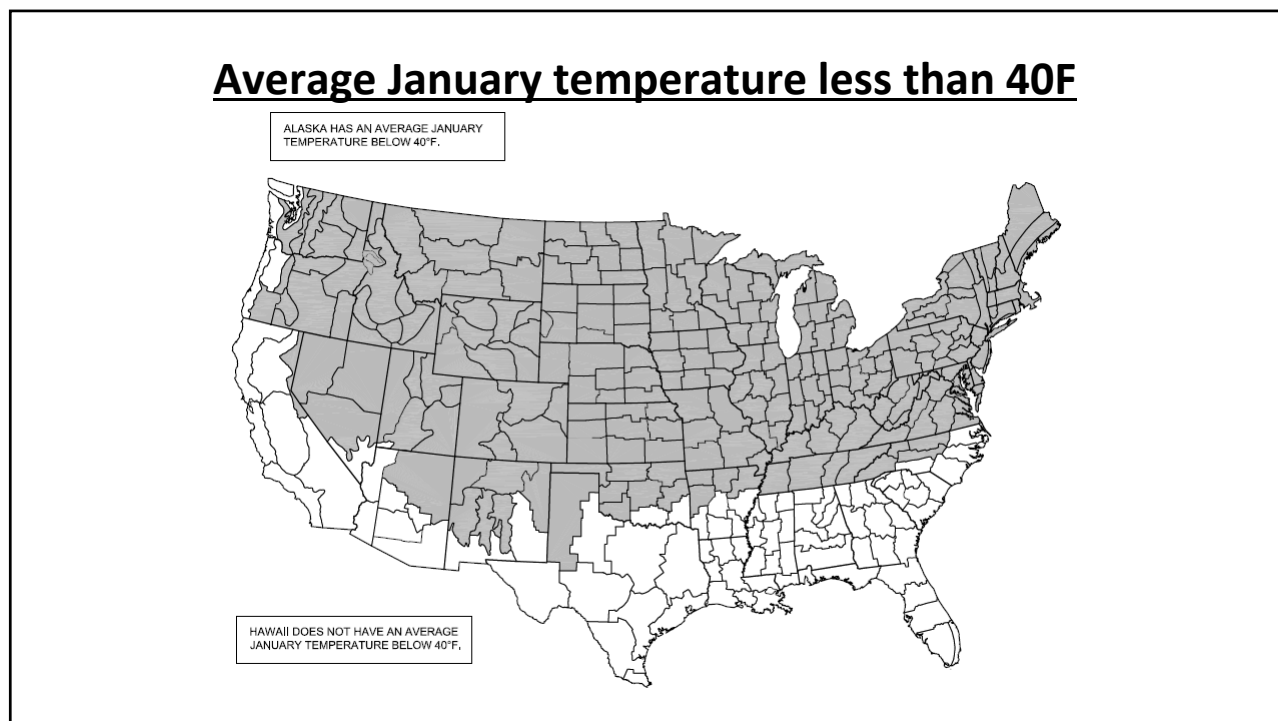 Average January temperature less than 40F
ALASKA HAS AN AVERAGE JANUARY
TEMPERATURE BELOW 40°F.
HAWAII DOES NOT HAVE AN AVERAGE
JANUARY TEMPERATURE BELOW 40°F.